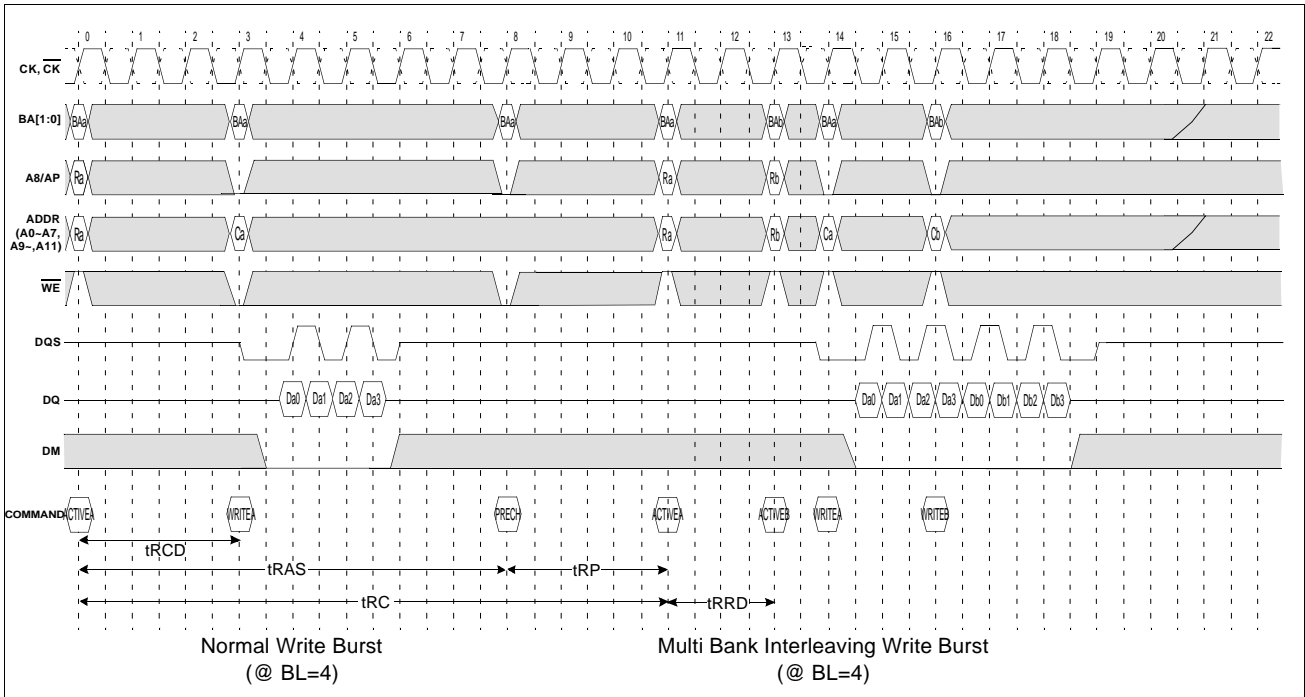 0 1 2 3 4 5 6 7 8 9 10 11 12 13 14 15 16 17 18 19 20 21 22
CK, CK
BA[1:0] BAa BAa BAa BAa BAb BAa BAb
A8/AP Ra Ra Rb
ADDR
(A0~A7, Ra Ca Ra Rb Ca Cb
A9~,A11)
WE
DQS
DQ Da0 Da1 Da2 Da3 Da0 Da1 Da2 Da3 Db0 Db1 Db2 Db3
DM
COMMAND ACTIVEA WRITEA PRECH ACTIVEA ACTIVEB WRITEA WRITEB
tRCD
tRAS tRP
tRC tRRD
Normal Write Burst Multi Bank Interleaving Write Burst
(@ BL=4) (@ BL=4)